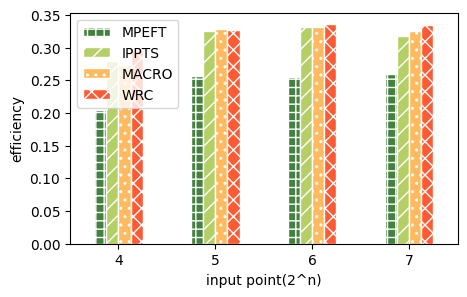 0.35
0.30
0.25
0.20
0.15
0.10
0.05
0.00
efficiency
MPEFT
IPPTS
MACRO
WRC
4 5 6 7
input point(2^n)